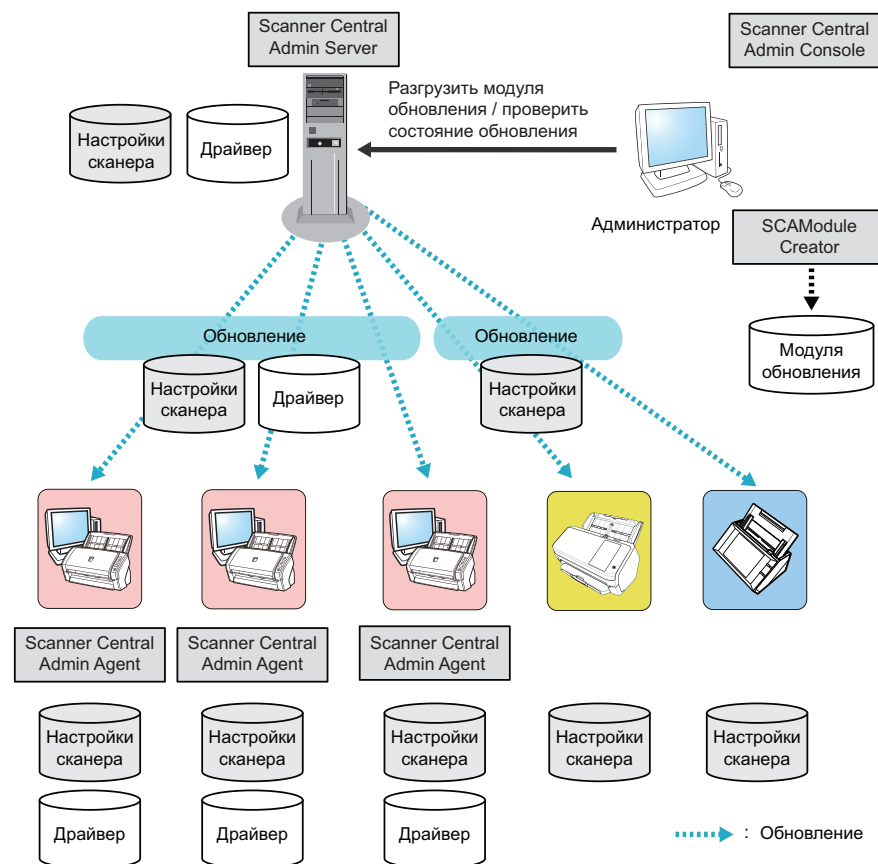 Scanner Central
Admin Server
Scanner Central
Admin Console
Разгрузить модуля
обновления / проверить
состояние обновления
Настройки
сканера
Драйвер
Администратор
SCAModule
Creator
Обновление
Обновление
Модуля
обновления
Настройки
сканера
Драйвер
Настройки
сканера
Scanner Central
Admin Agent
Scanner Central
Admin Agent
Scanner Central
Admin Agent
Настройки
сканера
Настройки
сканера
Настройки
сканера
Настройки
сканера
Настройки
сканера
Драйвер
Драйвер
Драйвер
: Обновление